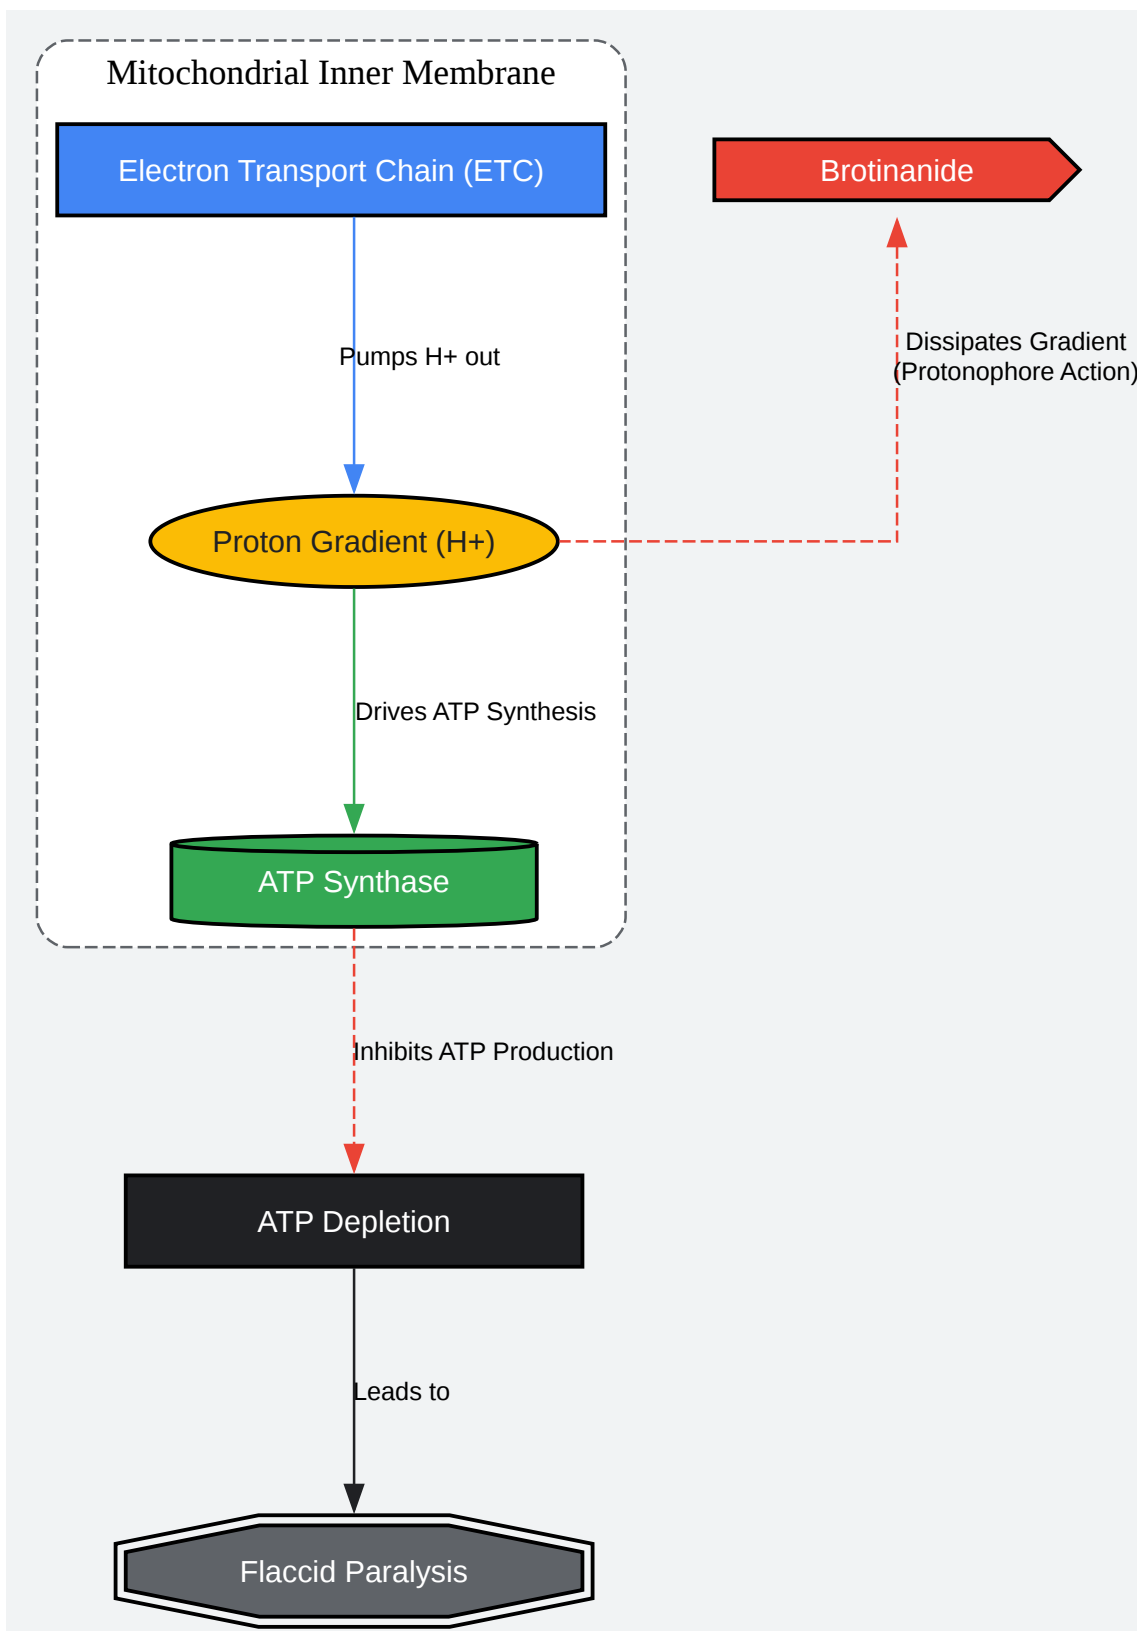 Mitochondrial Inner Membrane
Electron Transport Chain (ETC)
Brotinanide
Pumps H+ out
Dissipates Gradient
(Protonophore Action)
Proton Gradient (H+)
Drives ATP Synthesis
ATP Synthase
Inhibits ATP Production
ATP Depletion
Leads to
Flaccid Paralysis